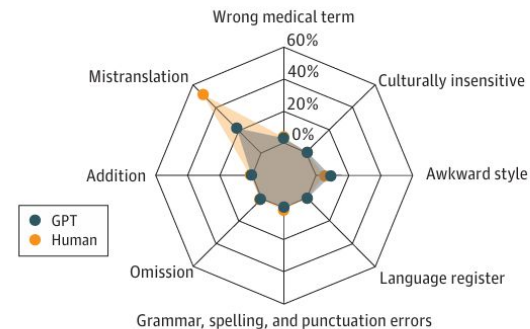 Wrong medical term
60%
Mistranslation
40%
Culturally insensitive
20%
0%
Addition
Awkward style
GPT
Human
Omission
Language register
Grammar, spelling, and punctuation errors